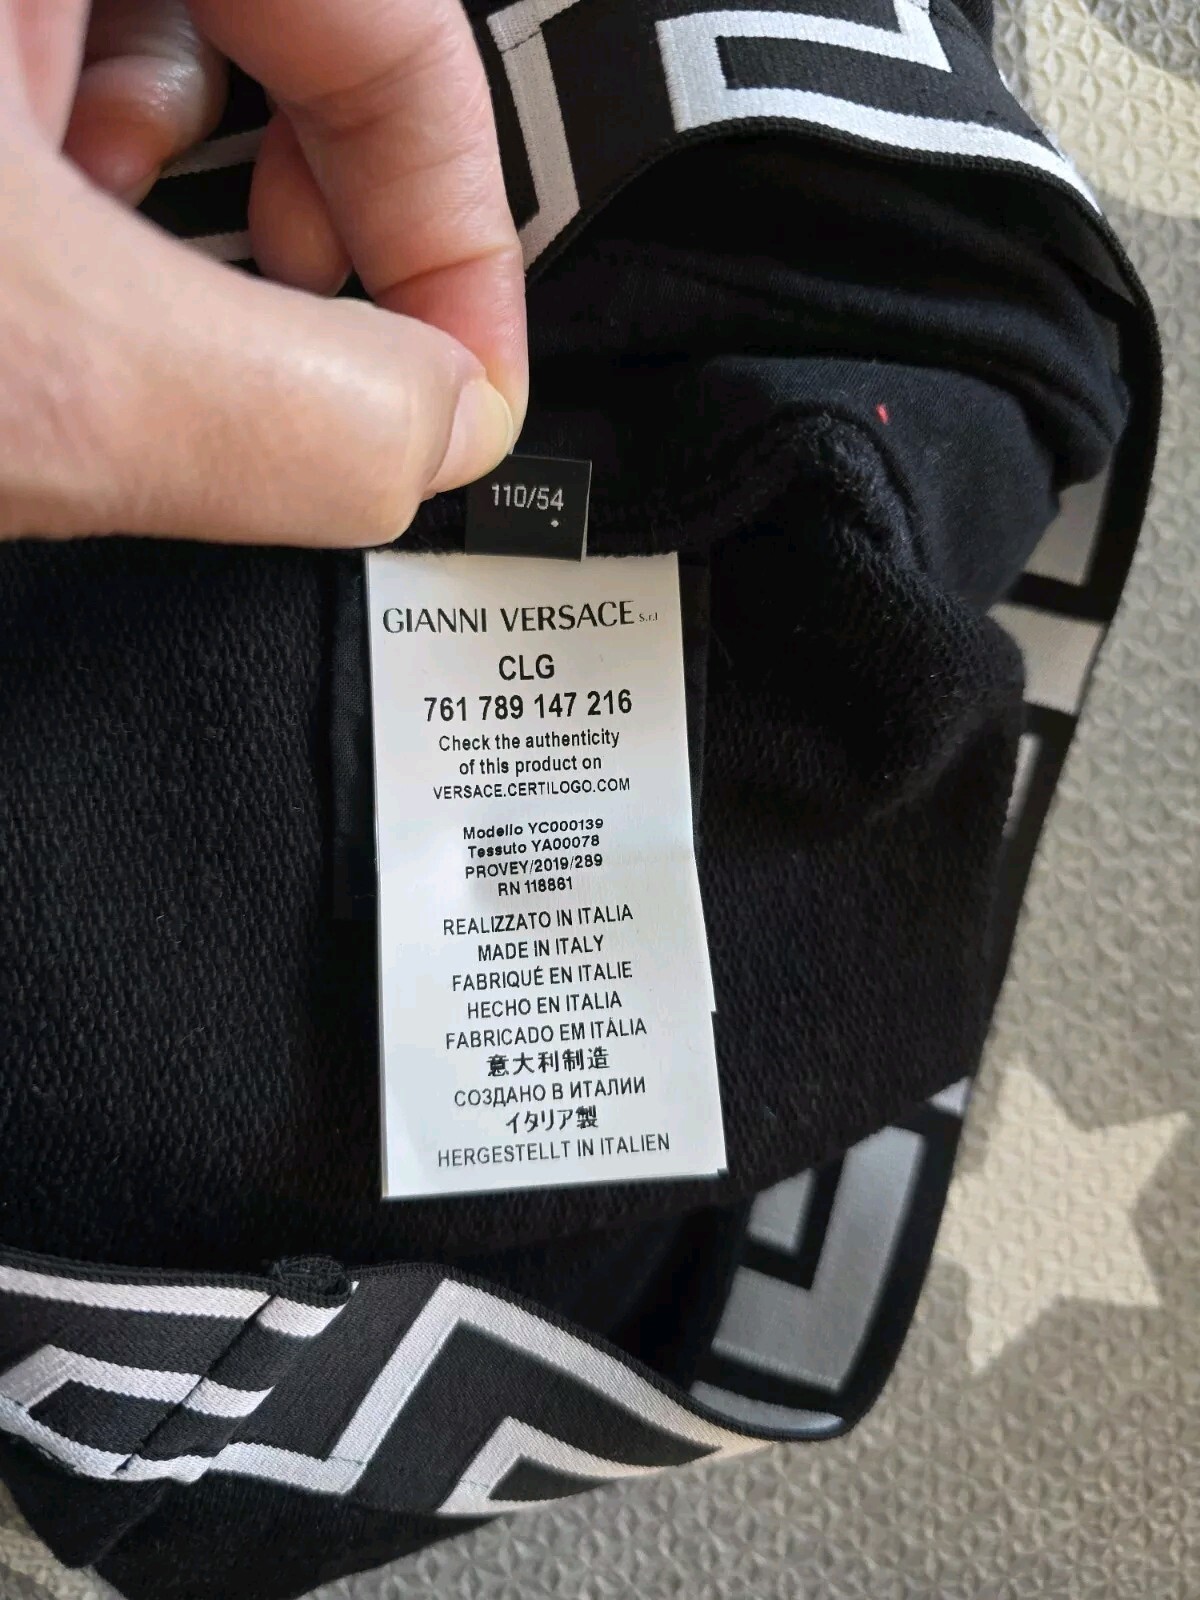 110/54
GIANNI VERSACE S.r.l
CLG
761 789 147 216
Check the authenticity
of this product on
VERSACE.CERTILOGO.COM
Modello YC000139
Tessuto YA00078
PROVEY/2019/289
RN 118861
REALIZZATO IN ITALIA
MADE IN ITALY
FABRIQUÉ EN ITALIE
HECHO EN ITALIA
FABRICADO EM ITÁLIA
意大利制造
СОЗДАНО В ИТАЛИИ
イタリア製
HERGESTELLT IN ITALIEN